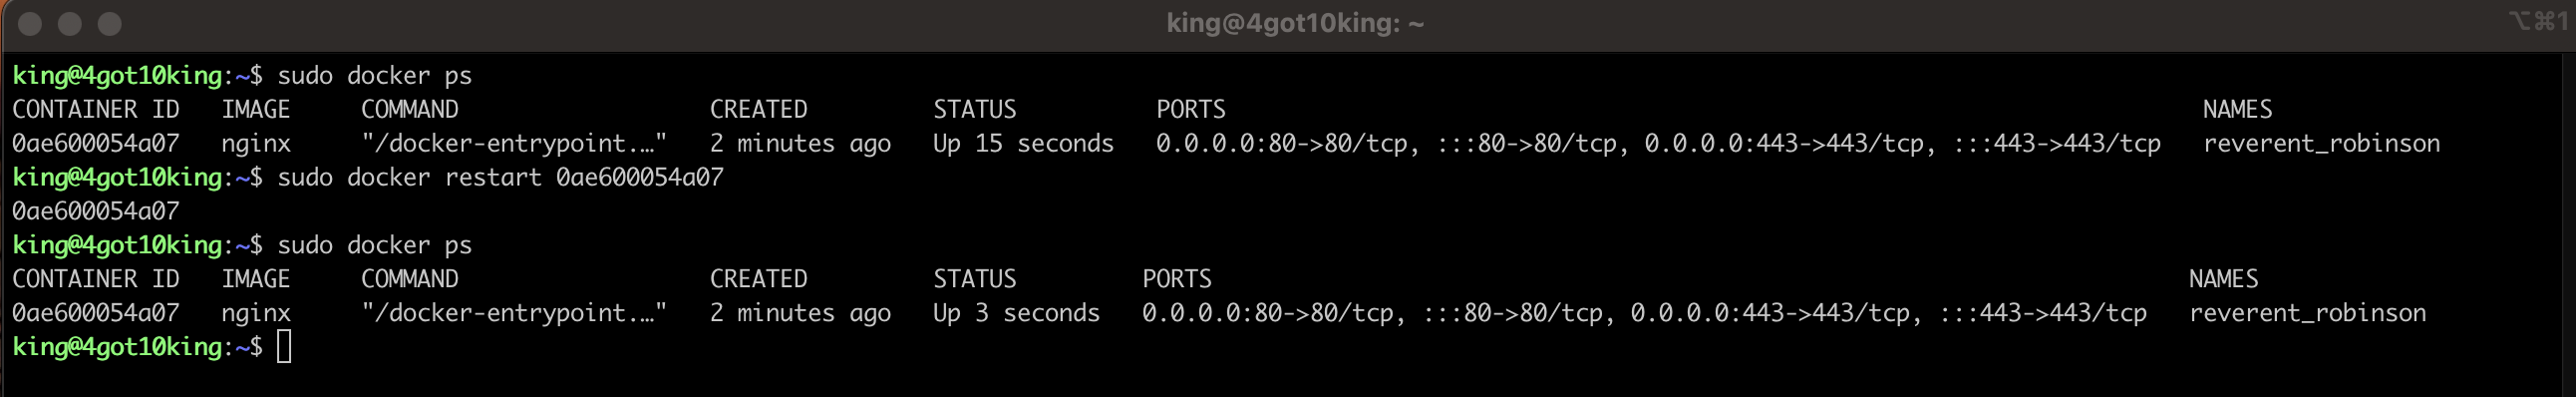 king@4got10king: ~
⌥⌘1
king@4got10king:~$ sudo docker ps
CONTAINER ID   IMAGE     COMMAND                  CREATED         STATUS          PORTS                                                                      NAMES
0ae600054a07   nginx     "/docker-entrypoint.…"   2 minutes ago   Up 15 seconds   0.0.0.0:80->80/tcp, :::80->80/tcp, 0.0.0.0:443->443/tcp, :::443->443/tcp   reverent_robinson
king@4got10king:~$ sudo docker restart 0ae600054a07
0ae600054a07
king@4got10king:~$ sudo docker ps
CONTAINER ID   IMAGE     COMMAND                  CREATED         STATUS         PORTS                                                                      NAMES
0ae600054a07   nginx     "/docker-entrypoint.…"   2 minutes ago   Up 3 seconds   0.0.0.0:80->80/tcp, :::80->80/tcp, 0.0.0.0:443->443/tcp, :::443->443/tcp   reverent_robinson
king@4got10king:~$